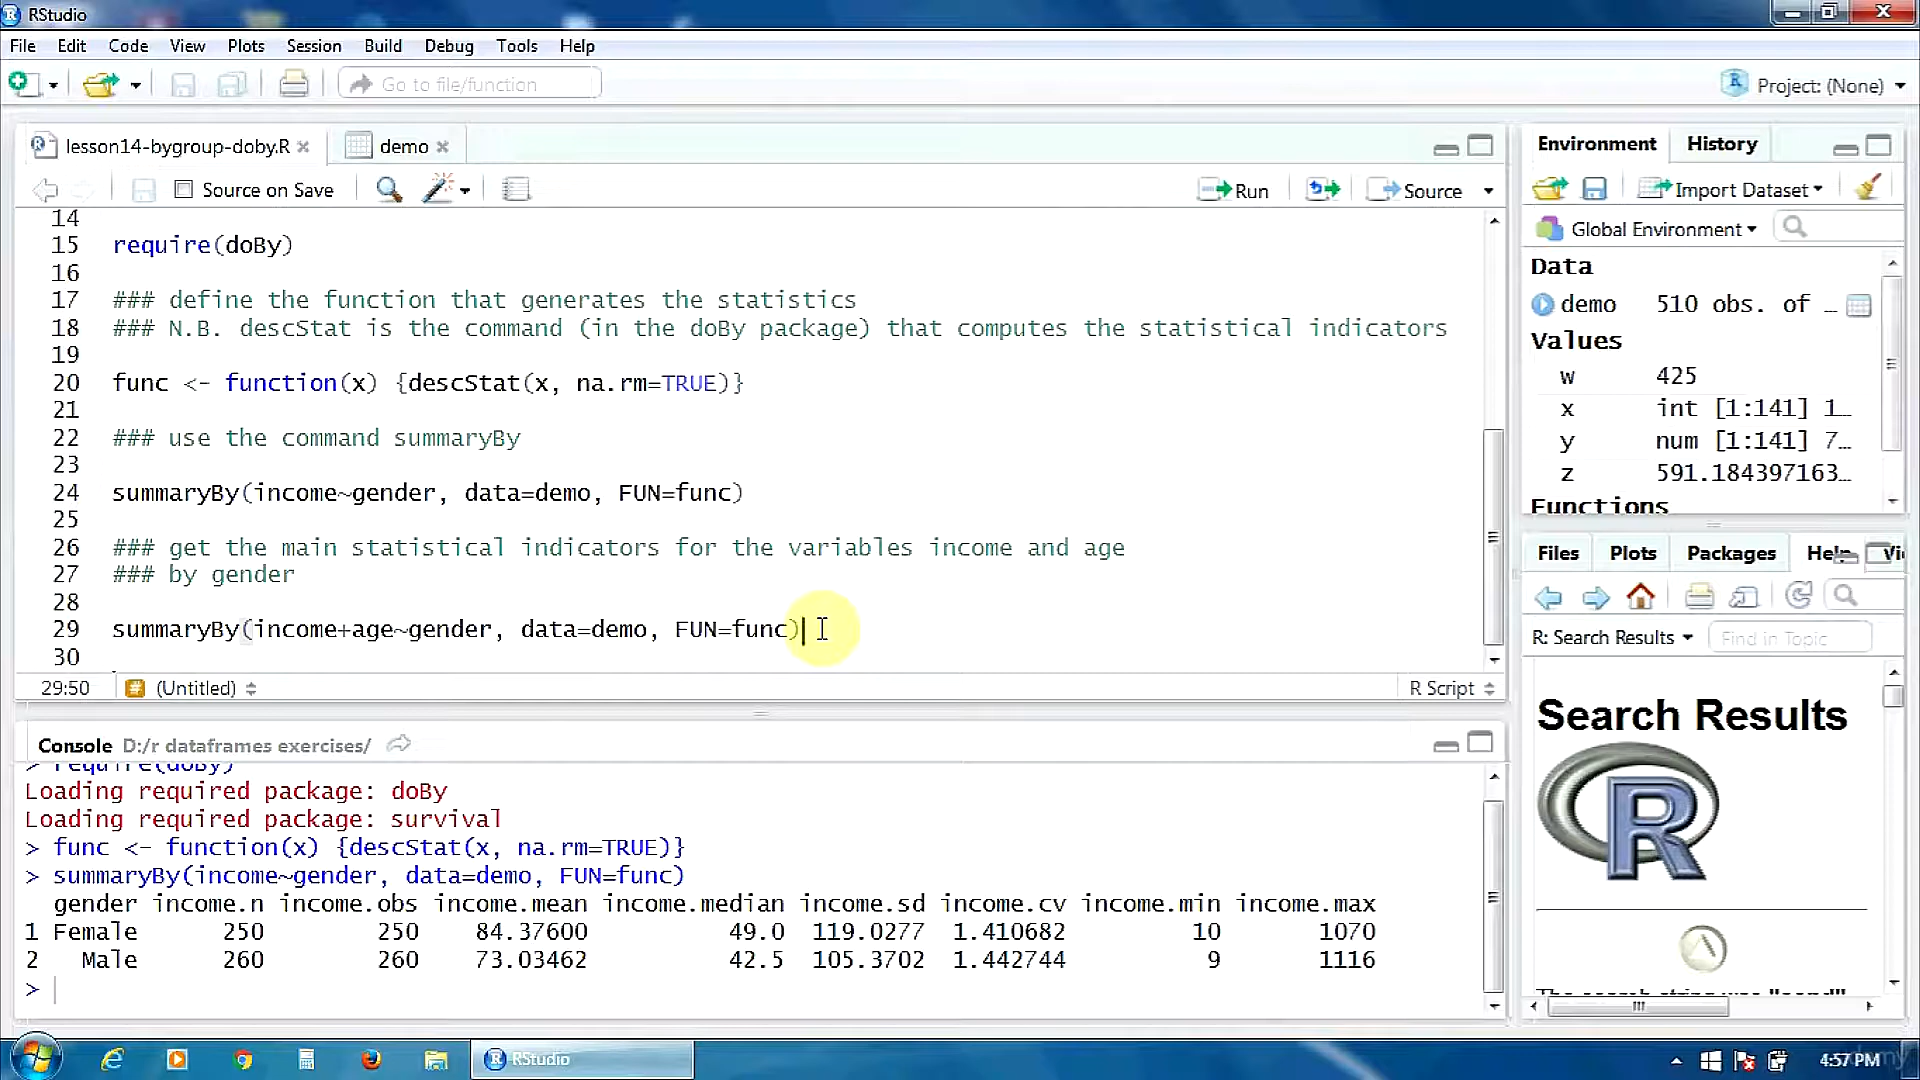 RStudio
File Edit Code View Plots Session Build Debug Tools Help
Go to file/function
Project: (None)
lesson14-bygroup-doby.R
demo
Source on Save
Run
Source
14
15 require(doBy)
16
17 ### define the function that generates the statistics
18 ### N.B. descStat is the command (in the doBy package) that computes the statistical indicators
19
20 func <- function(x) {descStat(x, na.rm=TRUE)}
21
22 ### use the command summaryBy
23
24 summaryBy(income~gender, data=demo, FUN=func)
25
26 ### get the main statistical indicators for the variables income and age
27 ### by gender
28
29 summaryBy(income+age~gender, data=demo, FUN=func)
30
29:50 (Untitled) R Script
Console D:/r dataframes exercises/
> require(doBy)
Loading required package: doBy
Loading required package: survival
> func <- function(x) {descStat(x, na.rm=TRUE)}
> summaryBy(income~gender, data=demo, FUN=func)
gender income.n income.obs income.mean income.median income.sd income.cv income.min income.max
1 Female 250 250 84.37600 49.0 119.0277 1.410682 10 1070
2 Male 260 260 73.03462 42.5 105.3702 1.442744 9 1116
>
Environment History
Import Dataset
Global Environment
Data
demo 510 obs. of …
Values
w 425
x int [1:141] 1…
y num [1:141] 7…
z 591.184397163…
Functions
Files Plots Packages Help Vi
R: Search Results Find in Topic
Search Results
R
RStudio
4:57 PM